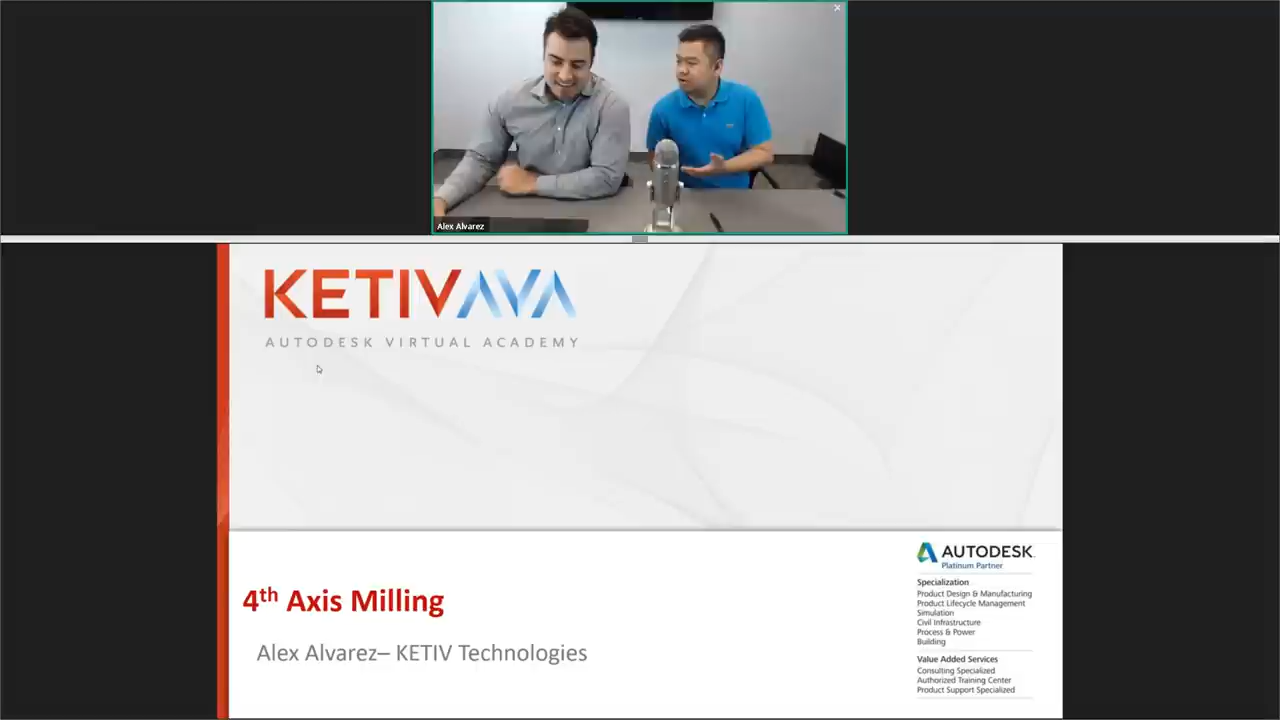 Alex Alvarez
KETIVAVA
AUTODESK VIRTUAL ACADEMY
4th Axis Milling
Alex Alvarez– KETIV Technologies
AUTODESK.
Platinum Partner
Specialization
Product Design & Manufacturing
Product Lifecycle Management
Simulation
Civil Infrastructure
Process & Power
Building
Value Added Services
Consulting Specialized
Authorized Training Center
Product Support Specialized